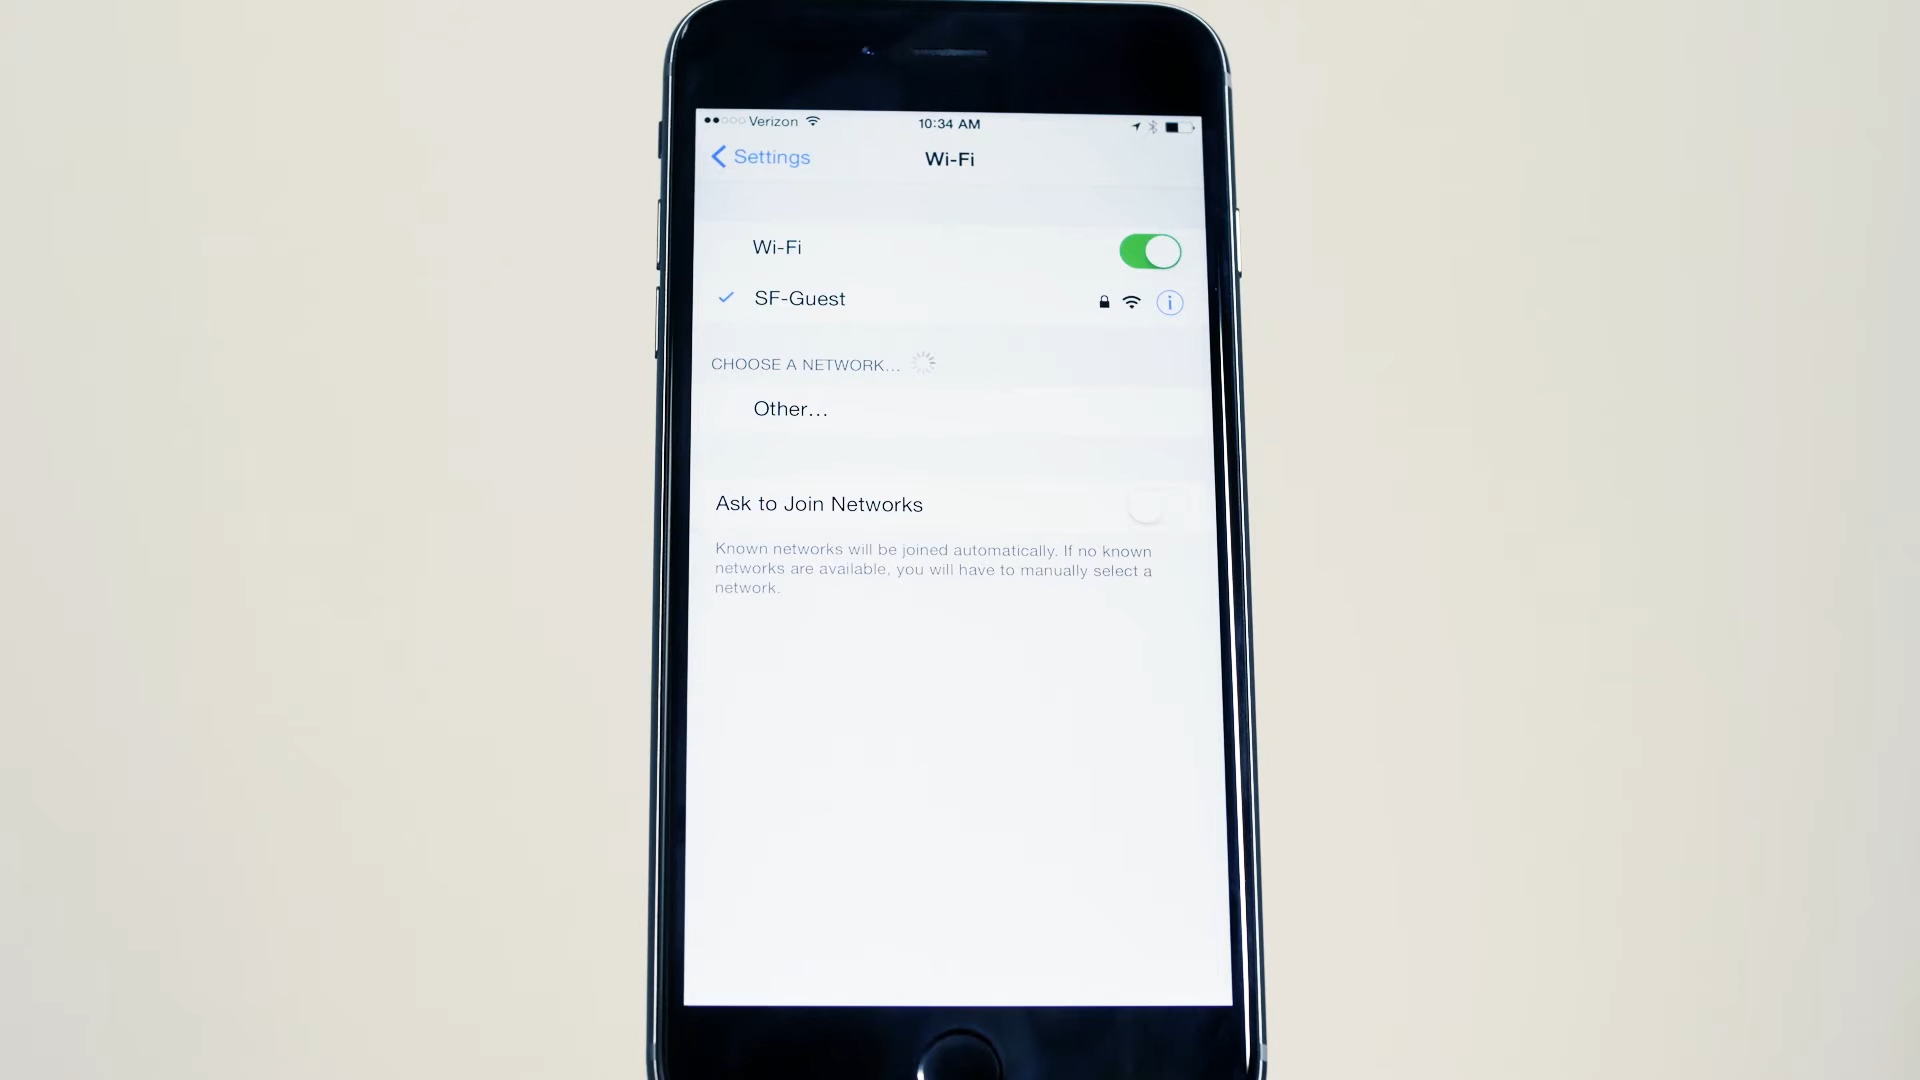 Verizon
10:34 AM
Settings
Wi-Fi
Wi-Fi
SF-Guest
CHOOSE A NETWORK...
Other...
Ask to Join Networks
Known networks will be joined automatically. If no known
networks are available, you will have to manually select a
network.